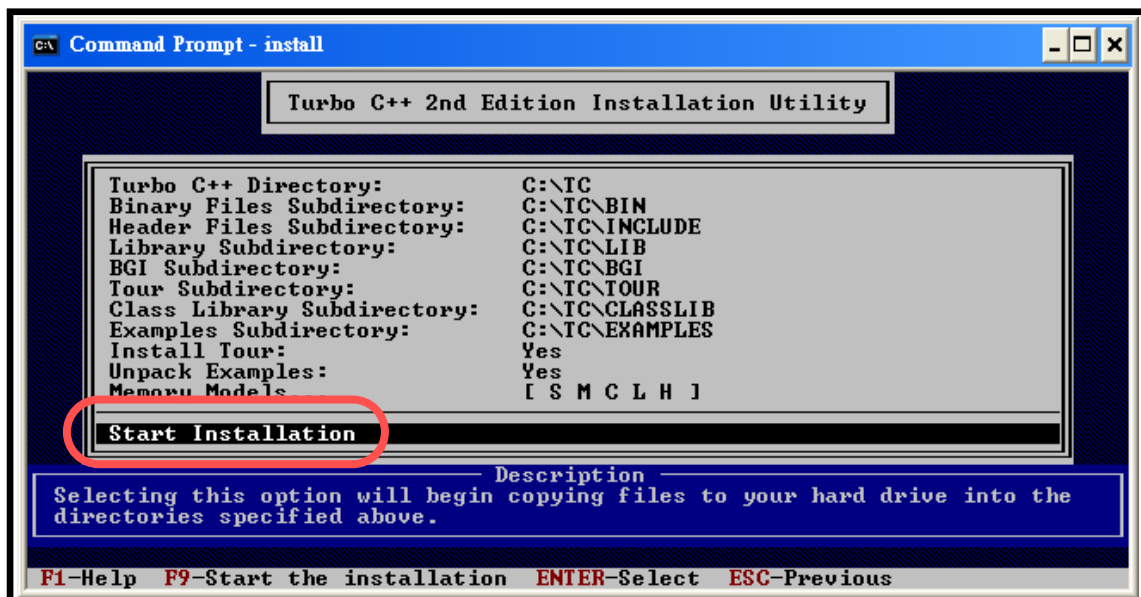 C:\ Command Prompt - install
Turbo C++ 2nd Edition Installation Utility
Turbo C++ Directory: C:\TC
Binary Files Subdirectory: C:\TC\BIN
Header Files Subdirectory: C:\TC\INCLUDE
Library Subdirectory: C:\TC\LIB
BGI Subdirectory: C:\TC\BGI
Tour Subdirectory: C:\TC\TOUR
Class Library Subdirectory: C:\TC\CLASSLIB
Examples Subdirectory: C:\TC\EXAMPLES
Install Tour: Yes
Unpack Examples: Yes
Memory Models... [ S M C L H ]
Start Installation
Description
Selecting this option will begin copying files to your hard drive into the
directories specified above.
F1-Help F9-Start the installation ENTER-Select ESC-Previous